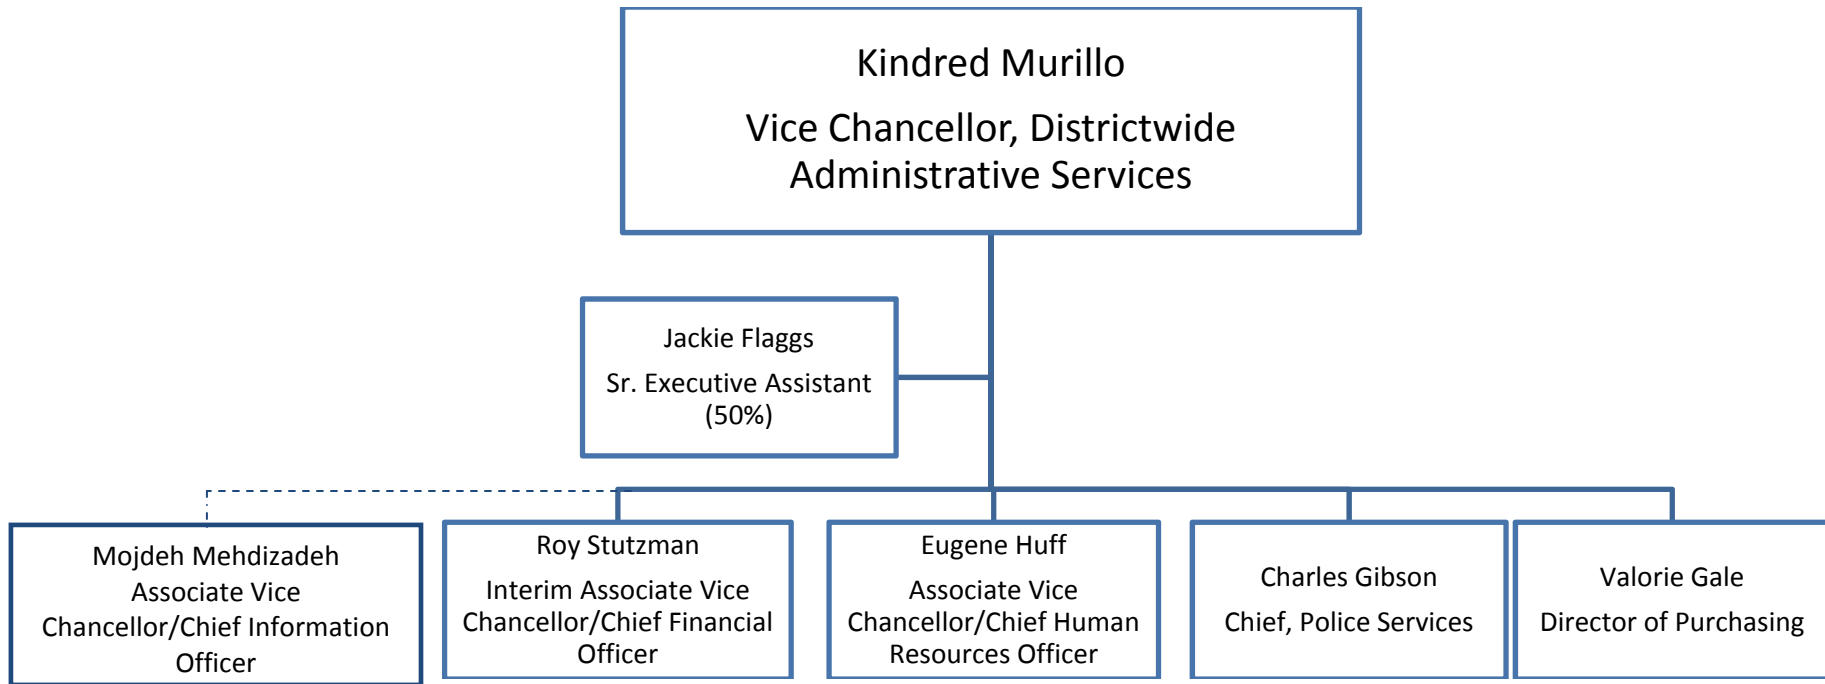 Kindred Murillo
Vice Chancellor, Districtwide
Administrative Services
Jackie Flaggs
Sr. Executive Assistant
(50%)
Mojdeh Mehdizadeh
Associate Vice
Chancellor/Chief Information
Officer
Roy Stutzman
Interim Associate Vice
Chancellor/Chief Financial
Officer
Eugene Huff
Associate Vice
Chancellor/Chief Human
Resources Officer
Charles Gibson
Chief, Police Services
Valorie Gale
Director of Purchasing